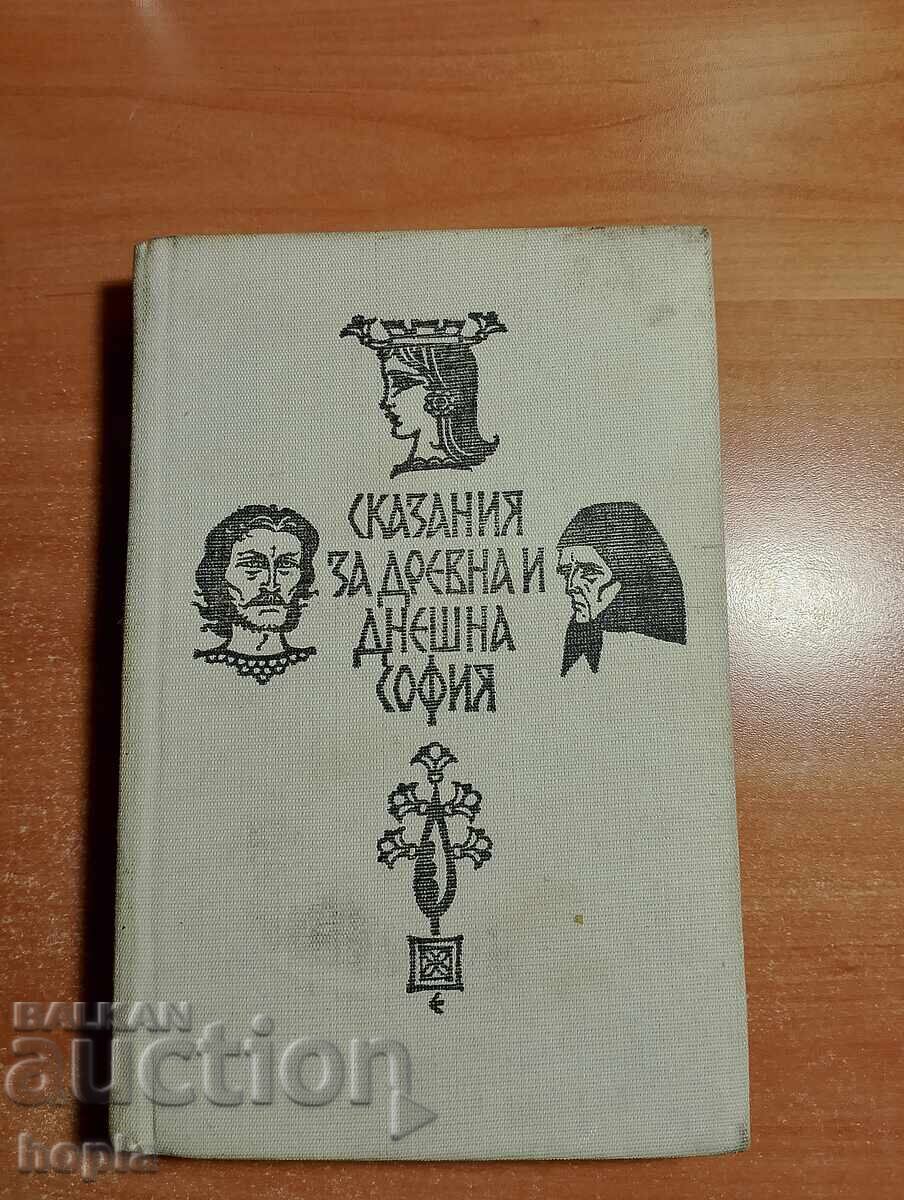 СКАЗАНИЯ
ЗА ДРЕВНА И
ДНЕШНА
СОФИЯ
BALKAN
auction
hopla